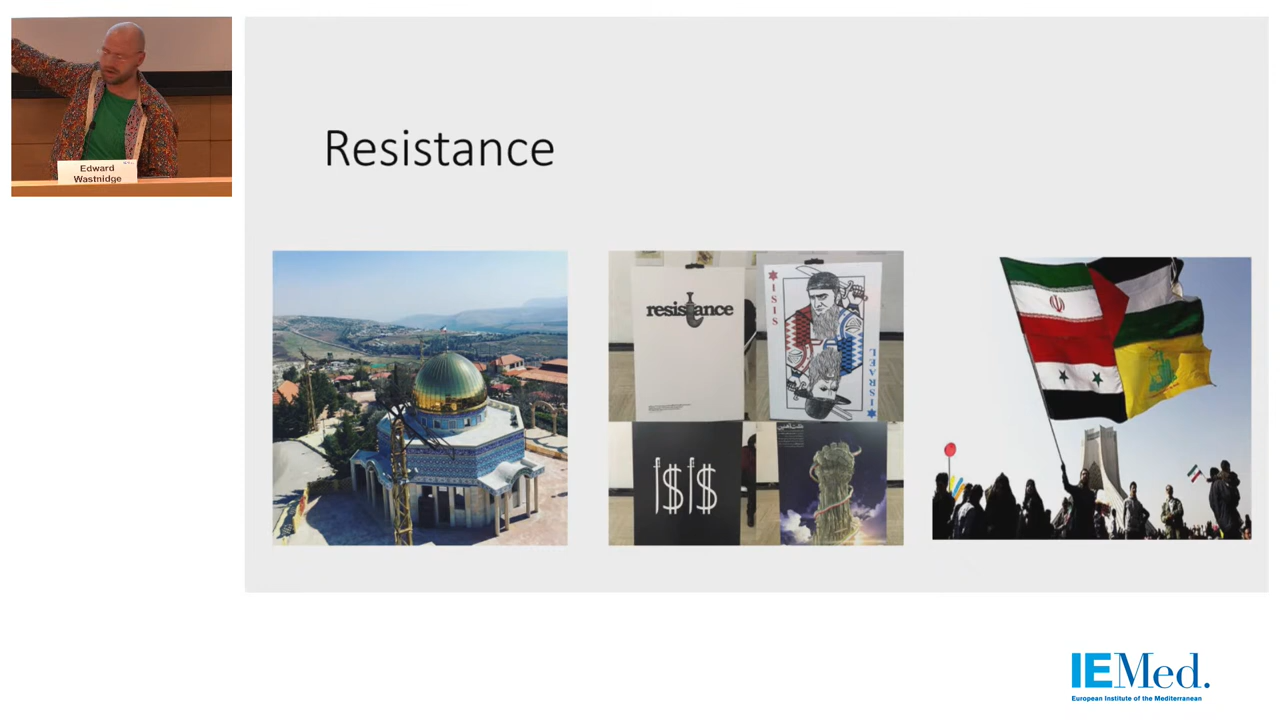 Edward
Wastnidge
Resistance
resistance
ISIS
ISRAEL
I$I$
IEMed.
European Institute of the Mediterranean